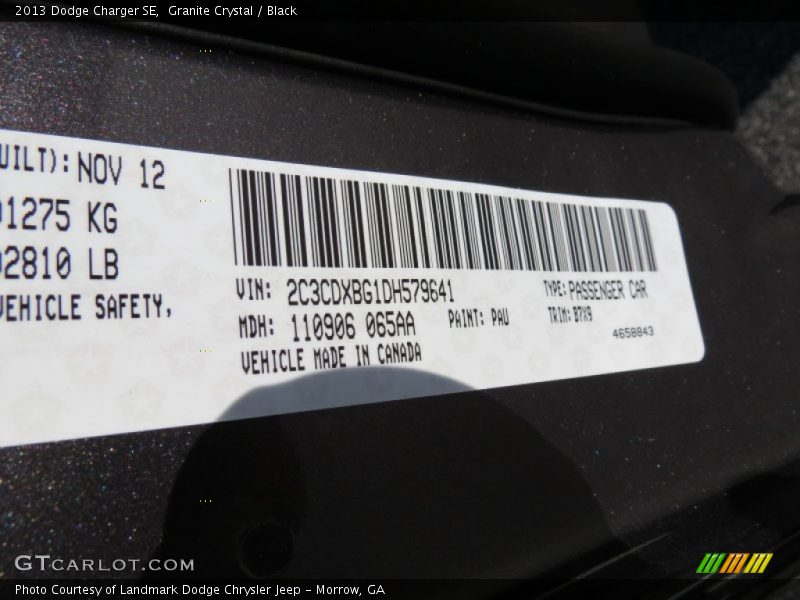 2013 Dodge Charger SE,  Granite Crystal / Black
UILT): NOV 12
1275 KG
2810 LB
VEHICLE SAFETY,
VIN: 2C3CDXBG1DH579641
TYPE: PASSENGER CAR
MDH: 110906 065AA
PAINT: PAU
TRIM: B7X9
4658843
VEHICLE MADE IN CANADA
GTCARLOT.COM
Photo Courtesy of Landmark Dodge Chrysler Jeep - Morrow, GA